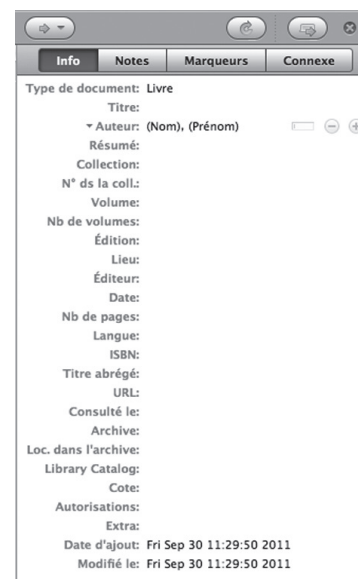 Info Notes Marqueurs Connexe
Type de document: Livre
Titre:
Auteur: (Nom), (Prénom)
Résumé:
Collection:
N° ds la coll.:
Volume:
Nb de volumes:
Édition:
Lieu:
Éditeur:
Date:
Nb de pages:
Langue:
ISBN:
Titre abrégé:
URL:
Consulté le:
Archive:
Loc. dans l'archive:
Library Catalog:
Cote:
Autorisations:
Extra:
Date d'ajout: Fri Sep 30 11:29:50 2011
Modifié le: Fri Sep 30 11:29:50 2011